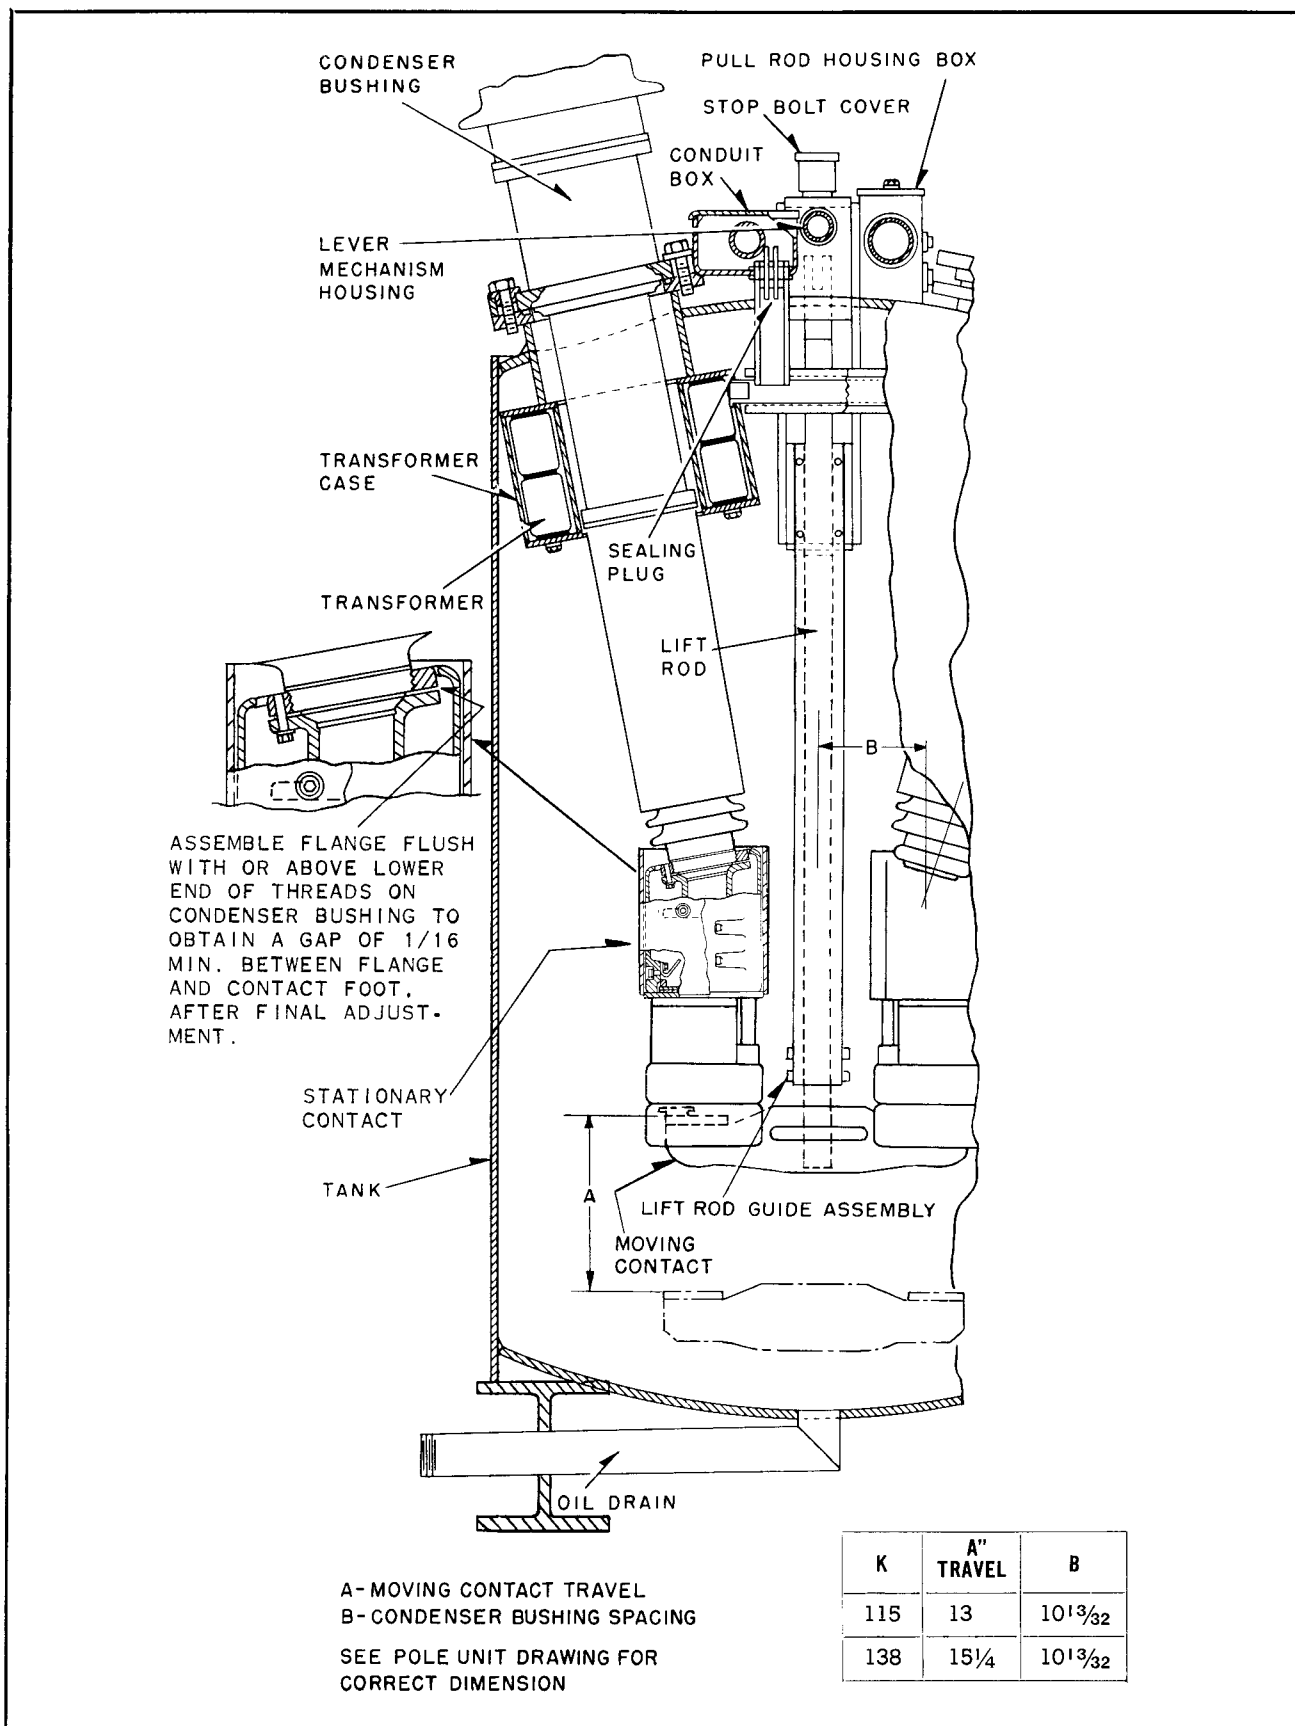 CONDENSER
BUSHING
PULL ROD HOUSING BOX
STOP BOLT COVER
CONDUIT
BOX
LEVER
MECHANISM
HOUSING
TRANSFORMER
CASE
SEALING
PLUG
TRANSFORMER
LIFT
ROD
B
ASSEMBLE FLANGE FLUSH
WITH OR ABOVE LOWER
END OF THREADS ON
CONDENSER BUSHING TO
OBTAIN A GAP OF 1/16
MIN. BETWEEN FLANGE
AND CONTACT FOOT,
AFTER FINAL ADJUST-
MENT.
STATIONARY
CONTACT
TANK
A
LIFT ROD GUIDE ASSEMBLY
MOVING
CONTACT
OIL DRAIN
A-MOVING CONTACT TRAVEL
B-CONDENSER BUSHING SPACING
SEE POLE UNIT DRAWING FOR
CORRECT DIMENSION
K A" TRAVEL B
115 13 10 13/32
138 15 1/4 10 13/32